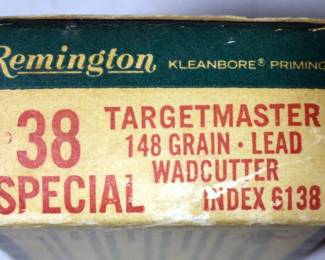 Remington KLEANBORE® PRIMING
'38 TARGETMASTER
148 GRAIN · LEAD
SPECIAL WADCUTTER
INDEX 6138